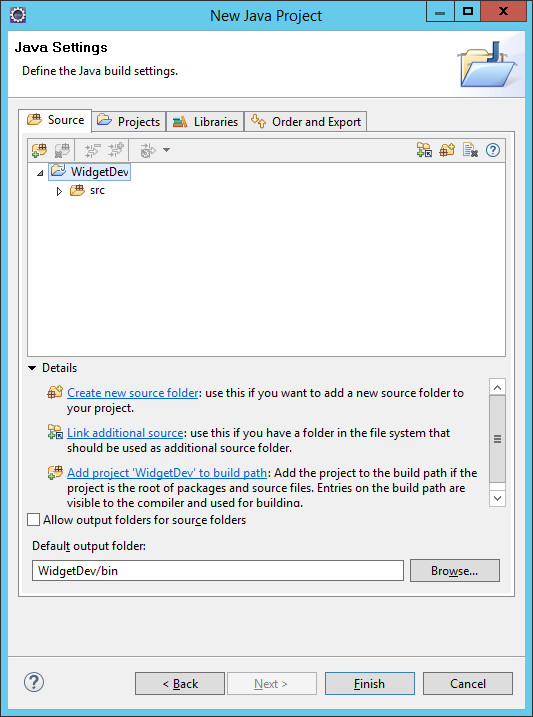 New Java Project
Java Settings
Define the Java build settings.
Source Projects Libraries Order and Export
WidgetDev
src
Details
Create new source folder: use this if you want to add a new source folder to
your project.
Link additional source: use this if you have a folder in the file system that
should be used as additional source folder.
Add project 'WidgetDev' to build path: Add the project to the build path if the
project is the root of packages and source files. Entries on the build path are
visible to the compiler and used for building.
Allow output folders for source folders
Default output folder:
WidgetDev/bin Browse...
< Back Next > Finish Cancel